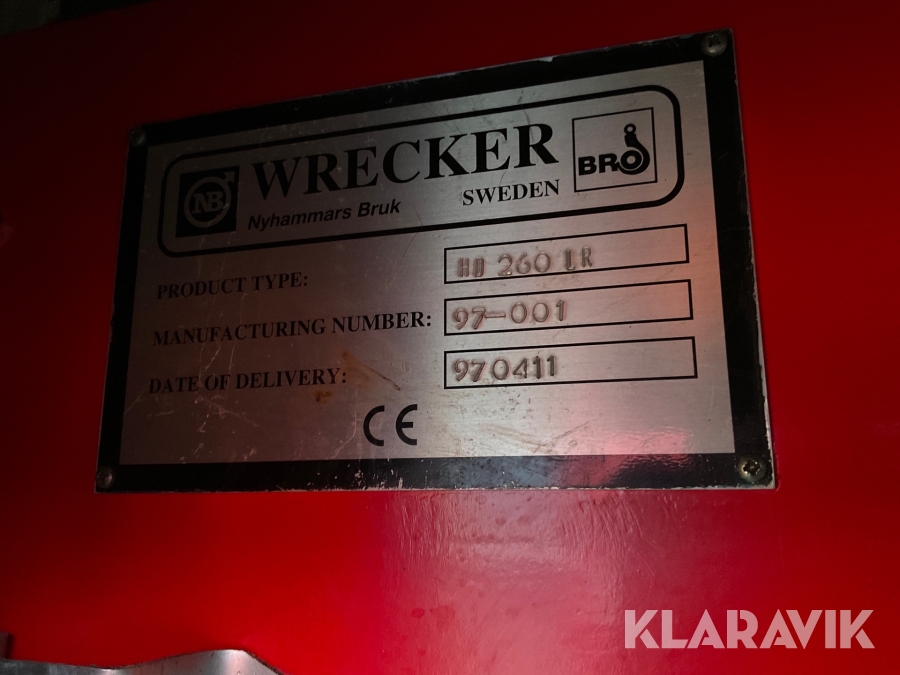 NB WRECKER BRO
Nyhammars Bruk SWEDEN
PRODUCT TYPE: HD 260 LR
MANUFACTURING NUMBER: 97-001
DATE OF DELIVERY: 970411
CE
KLARAVIK